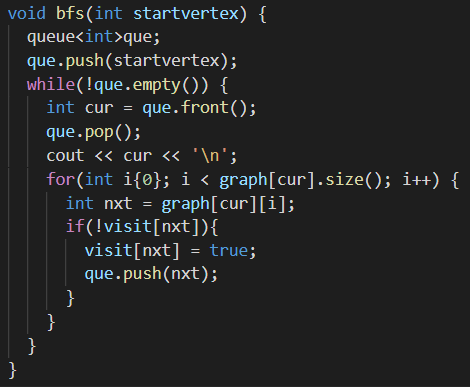 void bfs(int startvertex) {
  queue<int>que;
  que.push(startvertex);
  while(!que.empty()) {
    int cur = que.front();
    que.pop();
    cout << cur << '\n';
    for(int i{0}; i < graph[cur].size(); i++) {
      int nxt = graph[cur][i];
      if(!visit[nxt]){
        visit[nxt] = true;
        que.push(nxt);
      }
    }
  }
}